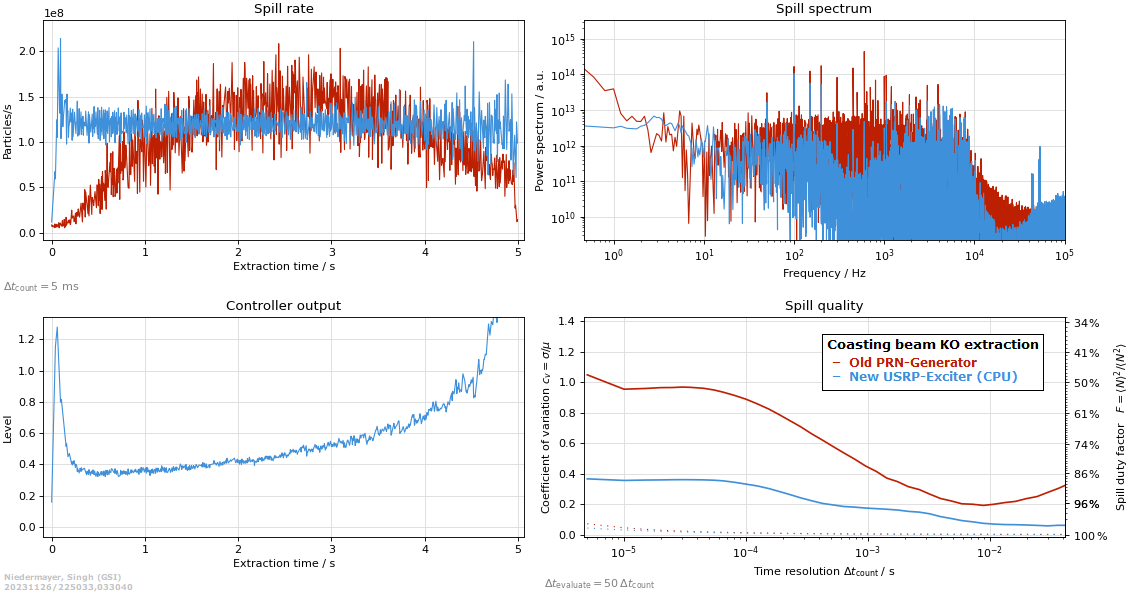 Spill rate
1e8
Particles/s
2.0
1.5
1.0
0.5
0.0
0 1 2 3 4 5
Extraction time / s
Δt_count = 5 ms
Spill spectrum
Power spectrum / a.u.
10^15
10^14
10^13
10^12
10^11
10^10
10^0 10^1 10^2 10^3 10^4 10^5
Frequency / Hz
Controller output
Level
1.2
1.0
0.8
0.6
0.4
0.2
0.0
0 1 2 3 4 5
Extraction time / s
Spill quality
Coefficient of variation c_v = σ/μ
1.4
1.2
1.0
0.8
0.6
0.4
0.2
0.0
10^−5 10^−4 10^−3 10^−2
Time resolution Δt_count / s
Coasting beam KO extraction
Old PRN-Generator
New USRP-Exciter (CPU)
34%
41%
50%
61%
74%
86%
96%
100%
Spill duty factor F = ⟨N⟩²/⟨N²⟩
Δt_evaluate = 50 Δt_count
Niedermayer, Singh (GSI)
20231126/225033,033040